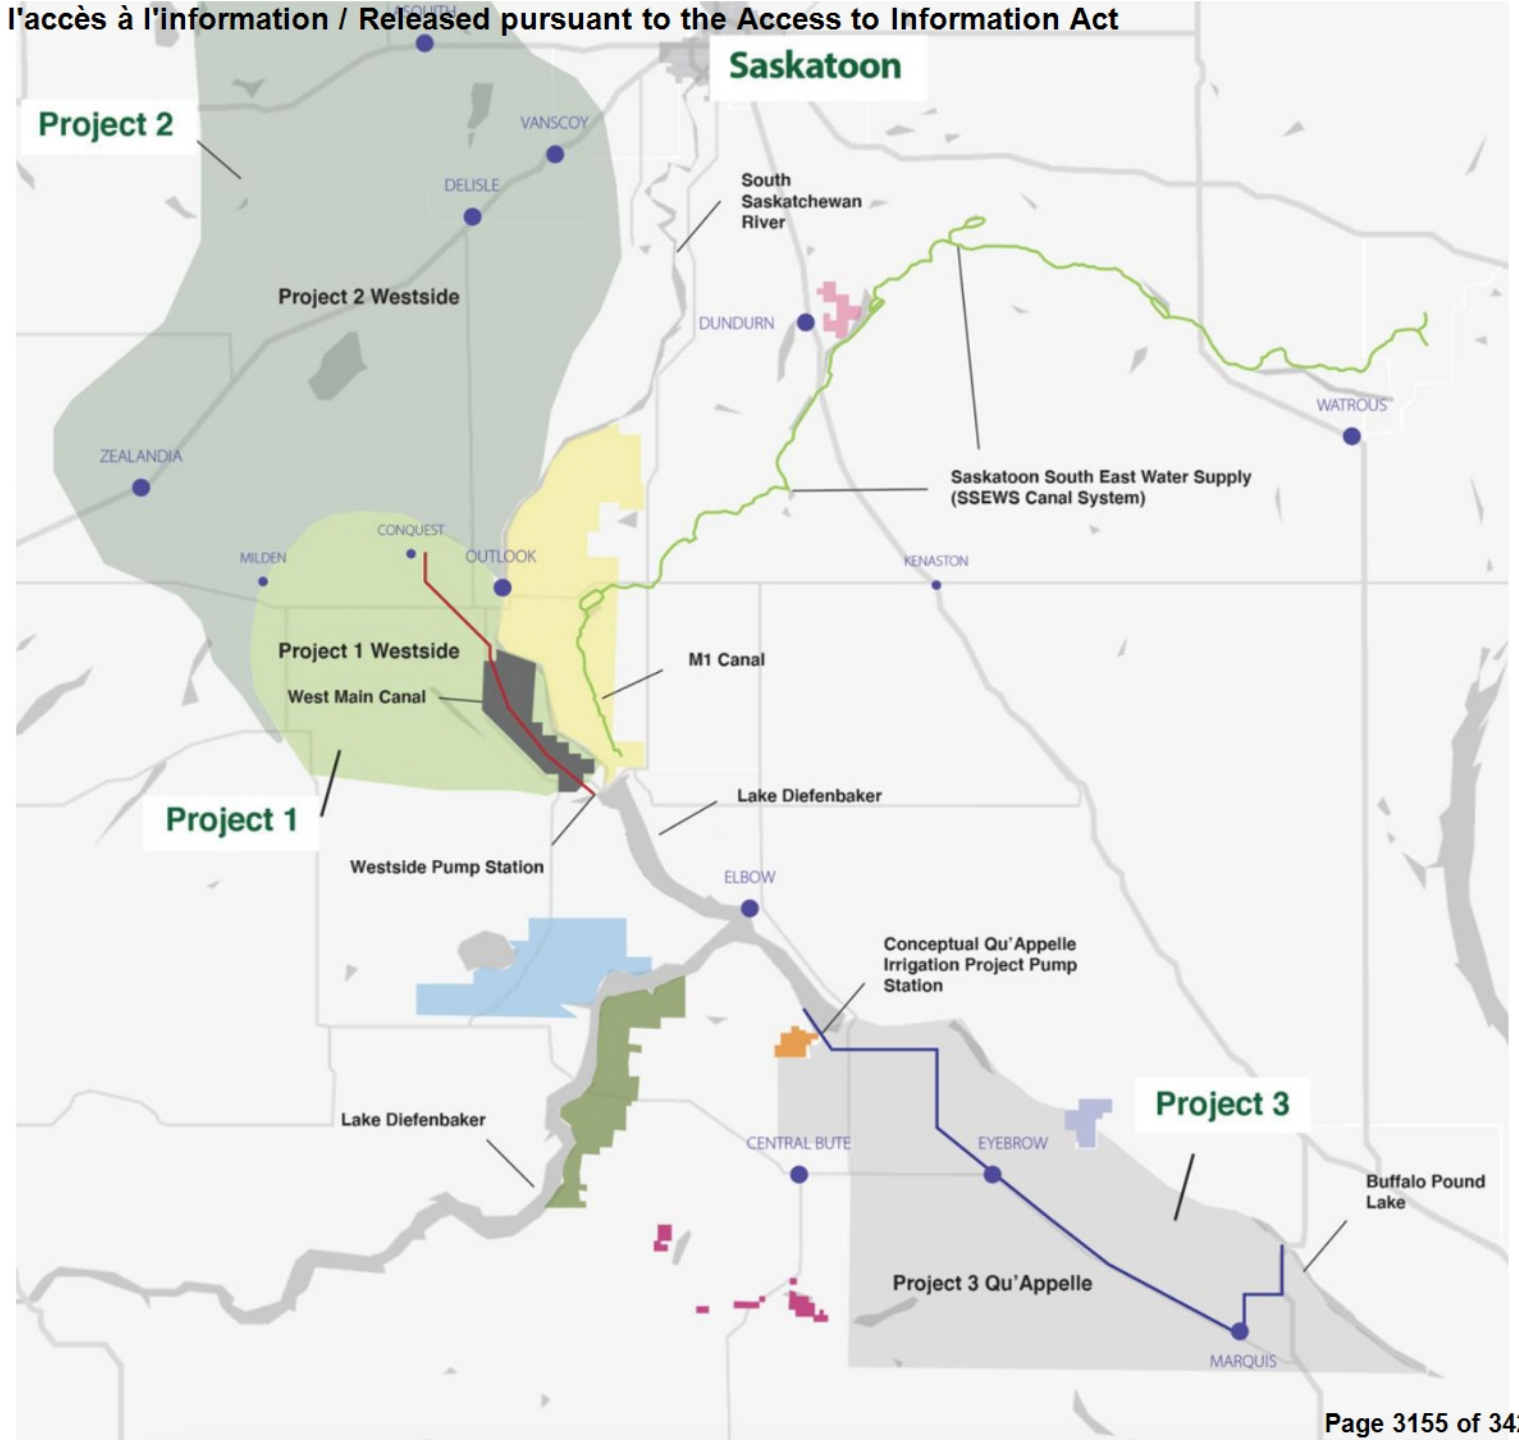 l'accès à l'information / Released pursuant to the Access to Information Act
ASQUITH
Saskatoon
Project 2
VANSCOY
DELISLE
South
Saskatchewan
River
Project 2 Westside
DUNDURN
WATROUS
ZEALANDIA
Saskatoon South East Water Supply
(SSEWS Canal System)
CONQUEST
MILDEN
OUTLOOK
KENASTON
Project 1 Westside
M1 Canal
West Main Canal
Lake Diefenbaker
Project 1
Westside Pump Station
ELBOW
Conceptual Qu'Appelle
Irrigation Project Pump
Station
Project 3
Lake Diefenbaker
CENTRAL BUTE
EYEBROW
Buffalo Pound
Lake
Project 3 Qu'Appelle
MARQUIS
Page 3155 of